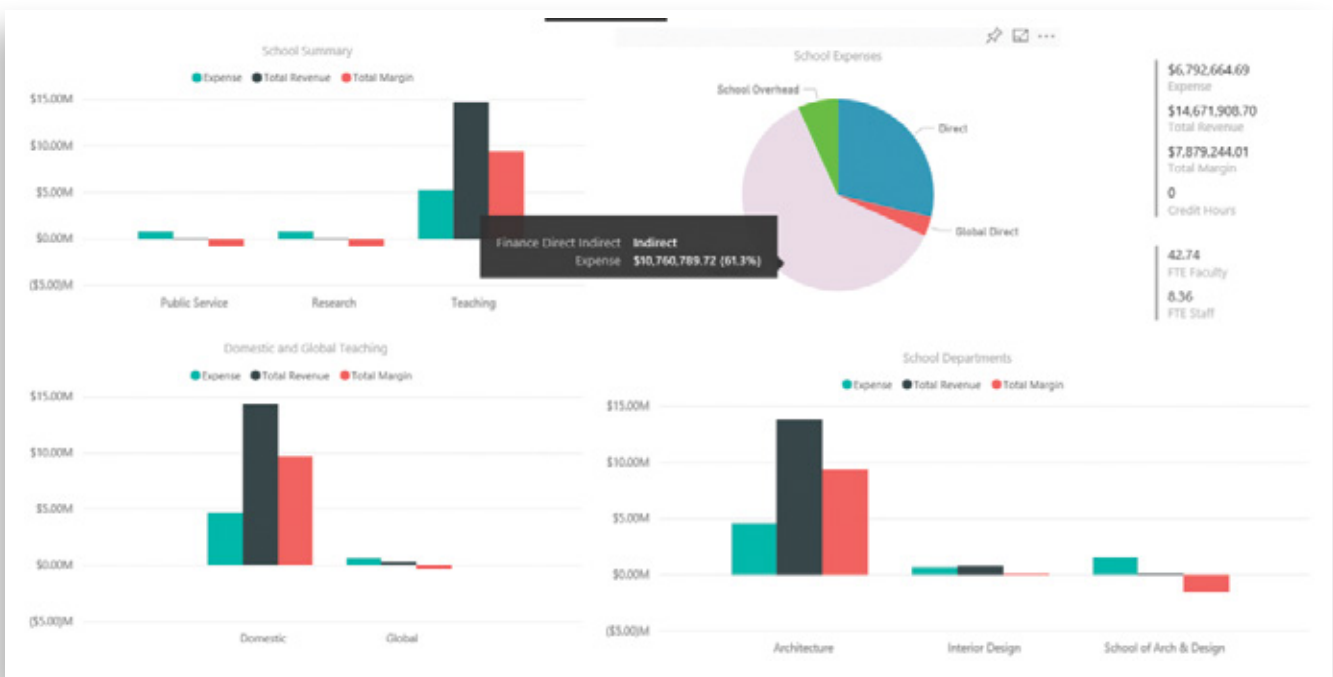 School Summary
Expense Total Revenue Total Margin
$15.00M
$10.00M
$5.00M
$0.00M
($5.00)M
Public Service Research Teaching
School Expenses
School Overhead
Direct
Global Direct
Finance Direct Indirect Indirect
Expense $10,760,789.72 (61.3%)
$6,792,664.69
Expense
$14,671,908.70
Total Revenue
$7,879,244.01
Total Margin
0
Credit Hours
42.74
FTE Faculty
8.36
FTE Staff
Domestic and Global Teaching
Expense Total Revenue Total Margin
$15.00M
$10.00M
$5.00M
$0.00M
($5.00)M
Domestic Global
School Departments
Expense Total Revenue Total Margin
$15.00M
$10.00M
$5.00M
$0.00M
($5.00)M
Architecture Interior Design School of Arch & Design